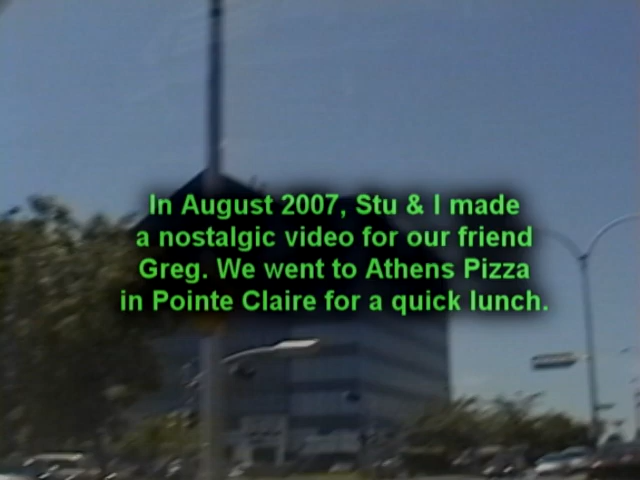 In August 2007, Stu & I made
a nostalgic video for our friend
Greg. We went to Athens Pizza
in Pointe Claire for a quick lunch.